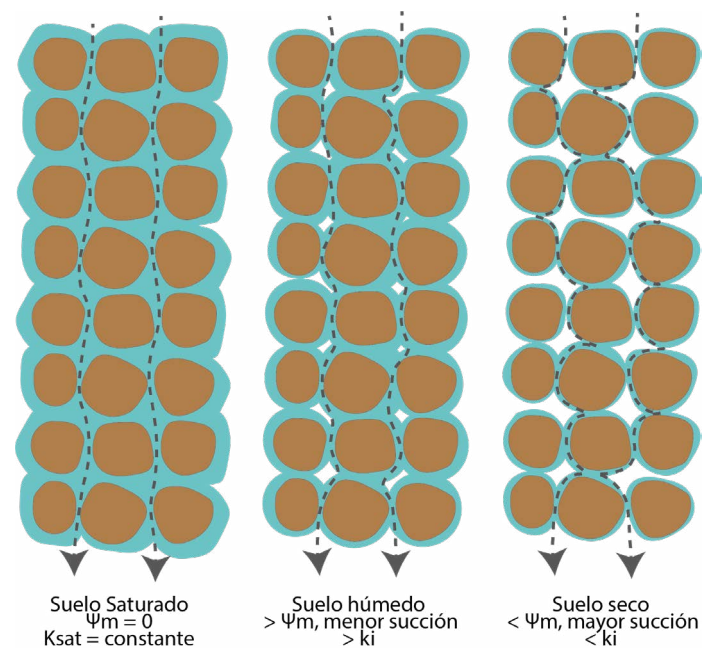 Suelo Saturado
Ψm = 0
Ksat = constante
Suelo húmedo
> Ψm, menor succión
> ki
Suelo seco
< Ψm, mayor succión
< ki